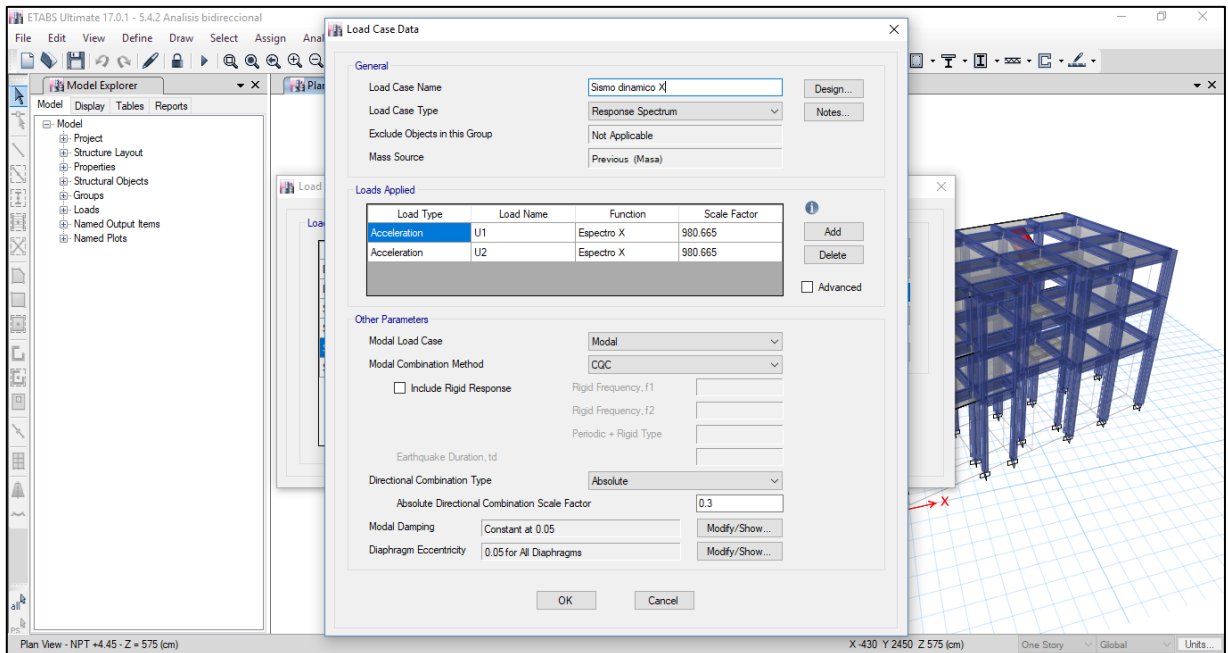 ETABS Ultimate 17.0.1 - 5.4.2 Analisis bidireccional
File Edit View Define Draw Select Assign Anal
Model Explorer
Plan
Model Display Tables Reports
Model
Project
Structure Layout
Properties
Structural Objects
Groups
Loads
Named Output Items
Named Plots
Load
Loa
Load Case Data
General
Load Case Name Sismo dinamico X Design...
Load Case Type Response Spectrum Notes...
Exclude Objects in this Group Not Applicable
Mass Source Previous (Masa)
Loads Applied
Load Type Load Name Function Scale Factor
Acceleration U1 Espectro X 980.665 Add
Acceleration U2 Espectro X 980.665 Delete
Advanced
Other Parameters
Modal Load Case Modal
Modal Combination Method CQC
Include Rigid Response Rigid Frequency, f1
Rigid Frequency, f2
Periodic + Rigid Type
Earthquake Duration, td
Directional Combination Type Absolute
Absolute Directional Combination Scale Factor 0.3
Modal Damping Constant at 0.05 Modify/Show...
Diaphragm Eccentricity 0.05 for All Diaphragms Modify/Show...
OK Cancel
X
all
Plan View - NPT +4.45 - Z = 575 (cm) X -430 Y 2450 Z 575 (cm) One Story Global Units...